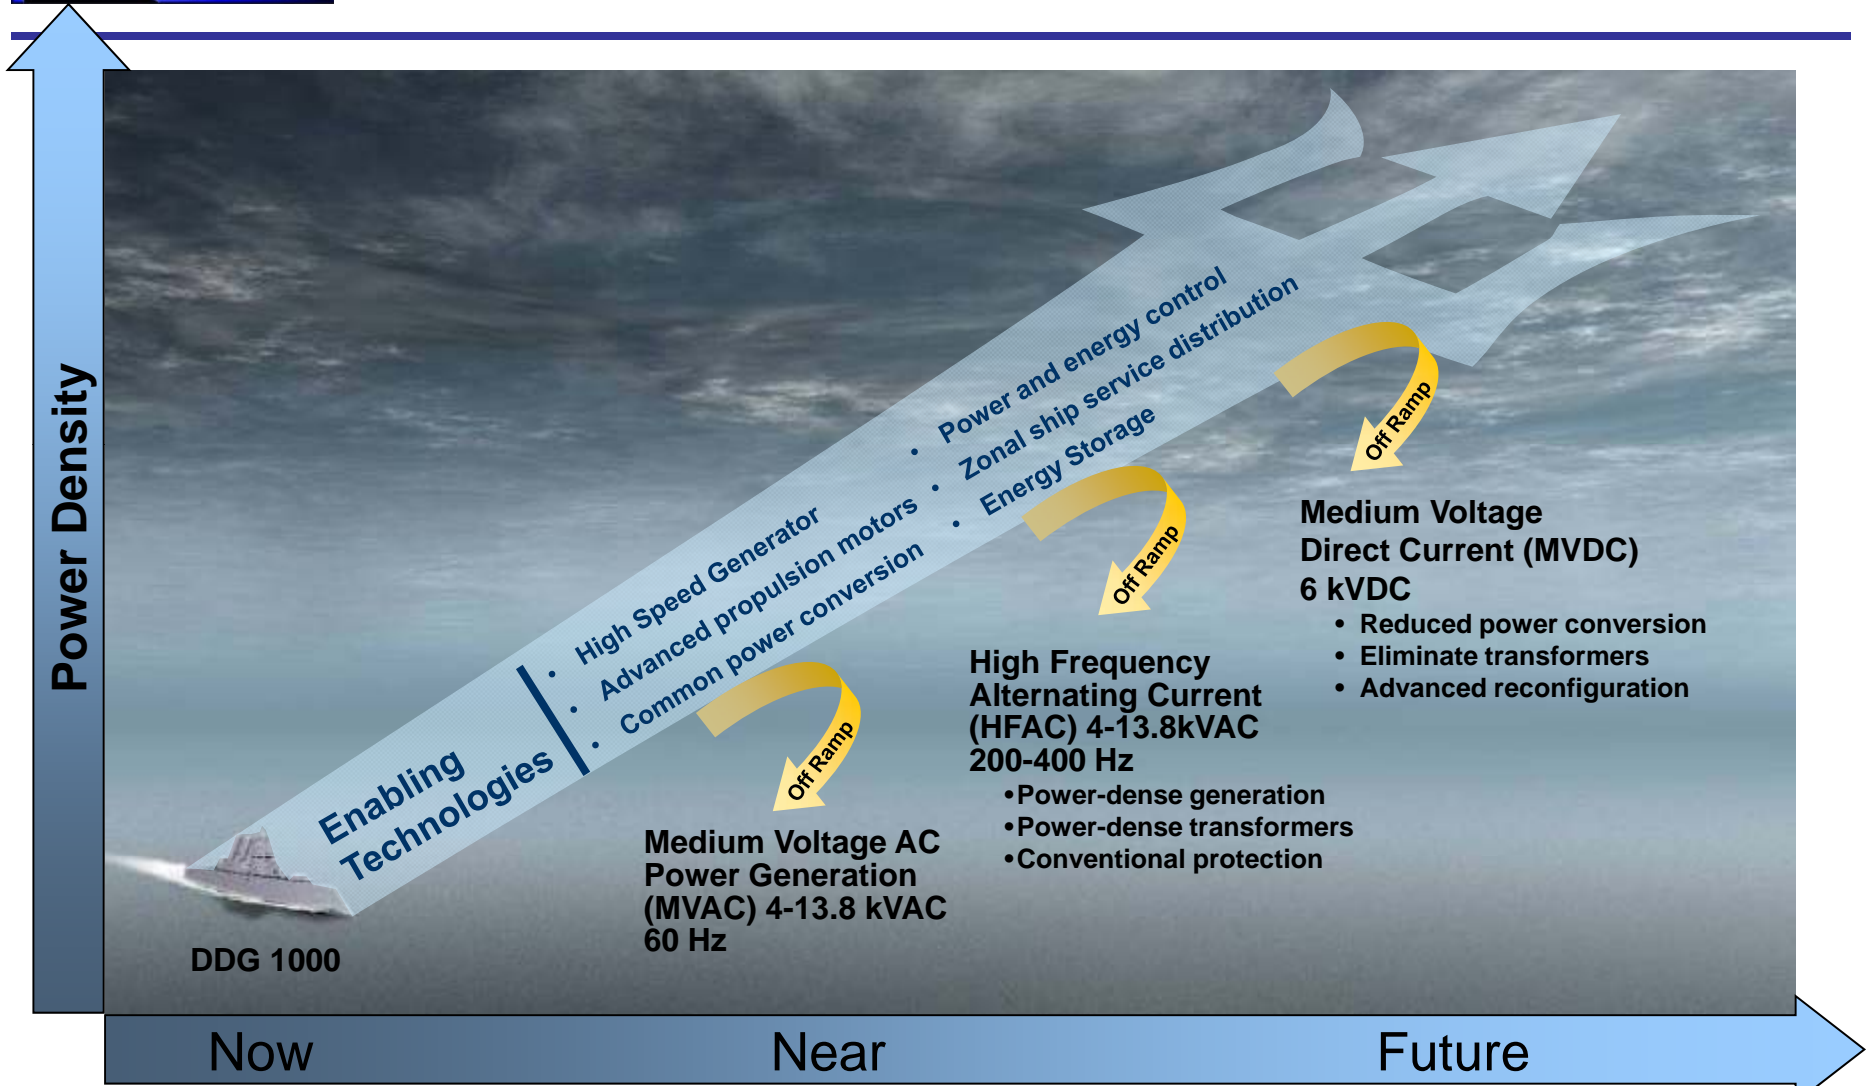 Power Density
Enabling
Technologies
• High Speed Generator
• Advanced propulsion motors
• Common power conversion
• Power and energy control
• Zonal ship service distribution
• Energy Storage
Off Ramp
Off Ramp
Off Ramp
DDG 1000
Medium Voltage AC
Power Generation
(MVAC) 4-13.8 kVAC
60 Hz
High Frequency
Alternating Current
(HFAC) 4-13.8kVAC
200-400 Hz
•Power-dense generation
•Power-dense transformers
•Conventional protection
Medium Voltage
Direct Current (MVDC)
6 kVDC
• Reduced power conversion
• Eliminate transformers
• Advanced reconfiguration
Now
Near
Future